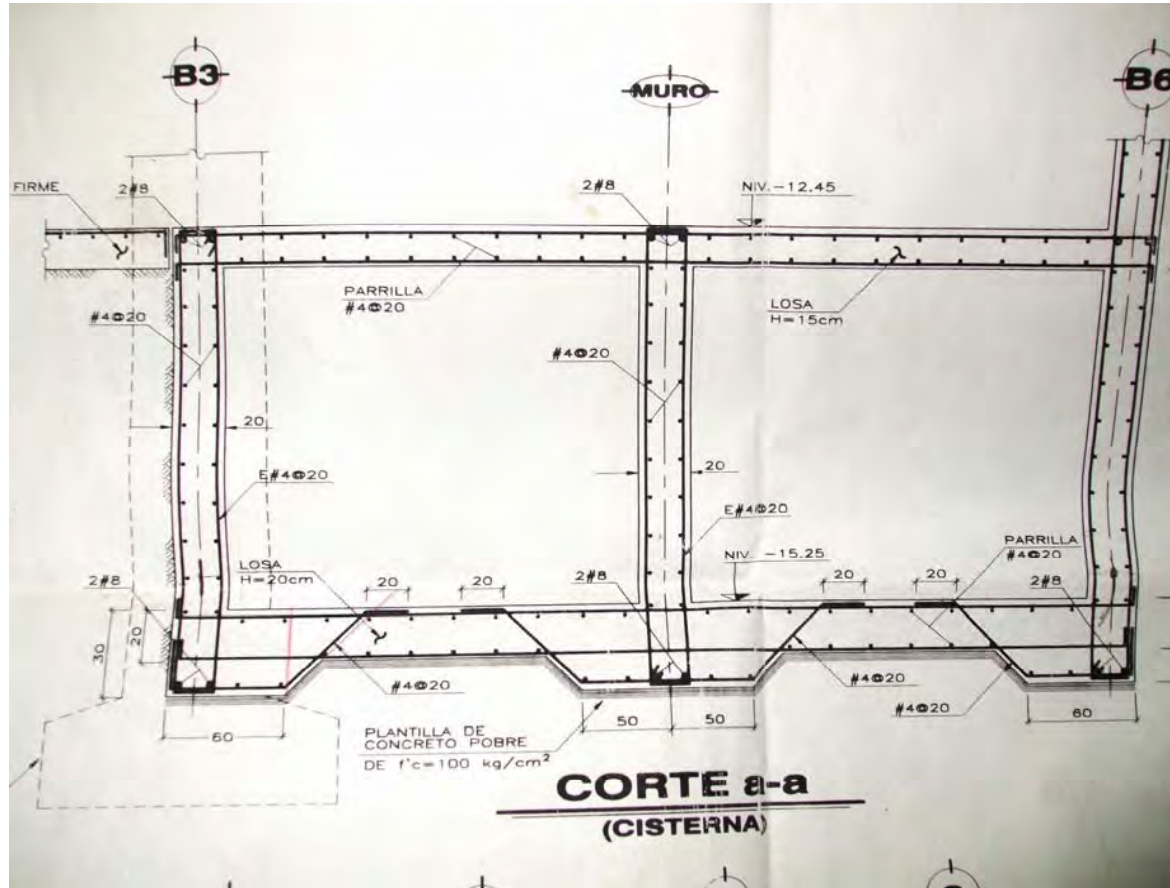 B3
MURO
B6
FIRME
2#8
2#8
NIV.-12.45
PARRILLA
#4@20
LOSA
H=15cm
#4@20
#4@20
20
20
E#4@20
E#4@20
LOSA
H=20cm
NIV. -15.25
PARRILLA
#4@20
2#8
20
20
2#8
20
20
2#8
30
20
#4@20
#4@20
#4@20
60
50
50
60
PLANTILLA DE
CONCRETO POBRE
DE f'c=100 kg/cm²
CORTE a-a
(CISTERNA)